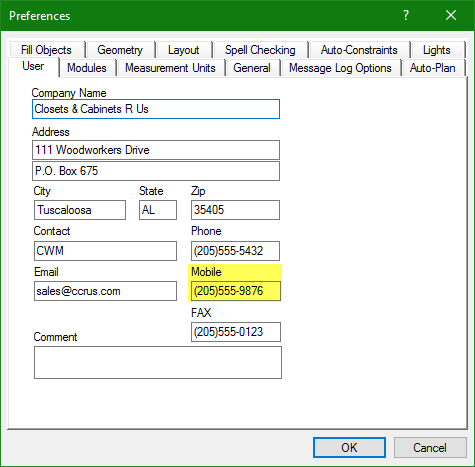 Preferences
?
Fill Objects Geometry Layout Spell Checking Auto-Constraints Lights
User Modules Measurement Units General Message Log Options Auto-Plan
Company Name
Closets & Cabinets R Us
Address
111 Woodworkers Drive
P.O. Box 675
City State Zip
Tuscaloosa AL 35405
Contact Phone
CWM (205)555-5432
Email Mobile
sales@ccrus.com (205)555-9876
FAX
(205)555-0123
Comment
OK Cancel